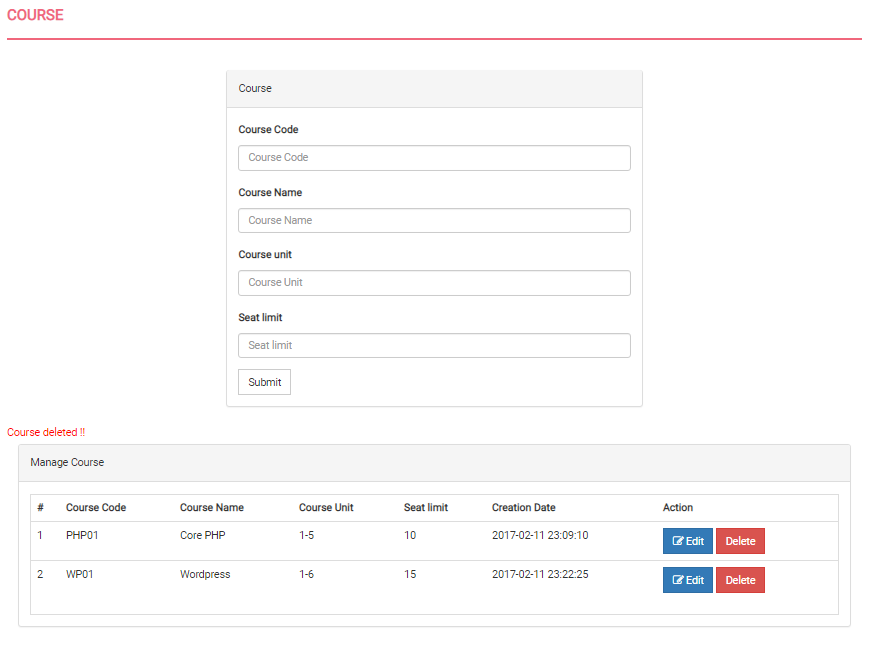 COURSE
Course
Course Code
Course Code
Course Name
Course Name
Course unit
Course Unit
Seat limit
Seat limit
Submit
Course deleted !!
Manage Course
# Course Code Course Name Course Unit Seat limit Creation Date Action
1 PHP01 Core PHP 1-5 10 2017-02-11 23:09:10 Edit Delete
2 WP01 Wordpress 1-6 15 2017-02-11 23:22:25 Edit Delete